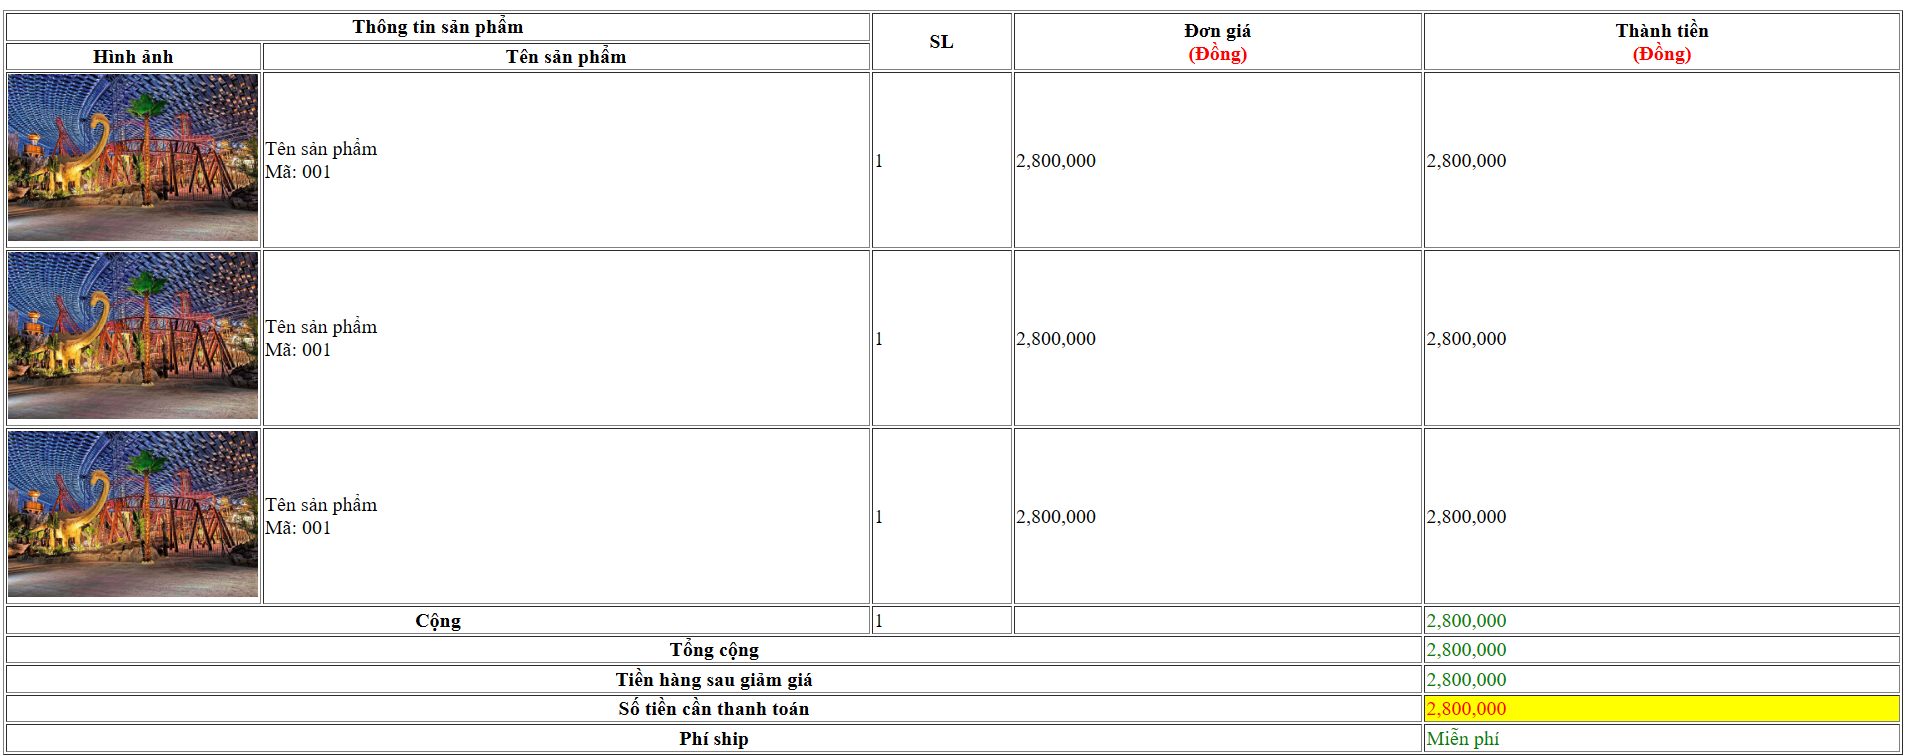 Thông tin sản phẩm
SL
Đơn giá
(Đồng)
Thành tiền
(Đồng)
Hình ảnh
Tên sản phẩm
Tên sản phẩm
Mã: 001
1
2,800,000
2,800,000
Tên sản phẩm
Mã: 001
1
2,800,000
2,800,000
Tên sản phẩm
Mã: 001
1
2,800,000
2,800,000
Cộng
1
2,800,000
Tổng cộng
2,800,000
Tiền hàng sau giảm giá
2,800,000
Số tiền cần thanh toán
2,800,000
Phí ship
Miễn phí